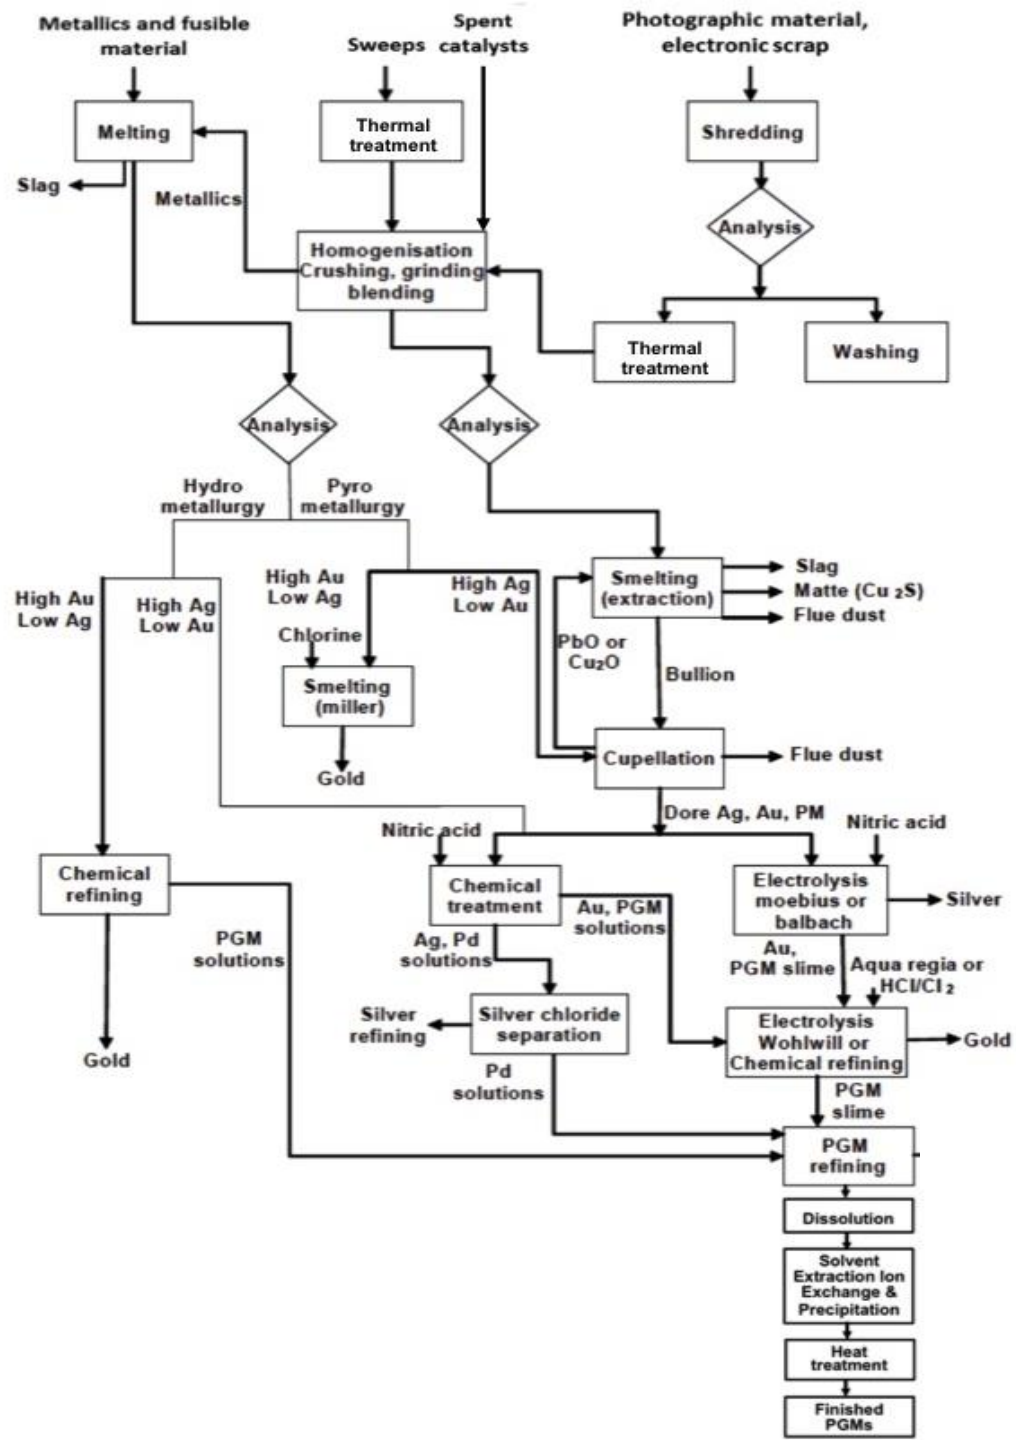 Metallics and fusible
material
Sweeps
Spent
catalysts
Photographic material,
electronic scrap
Melting
Thermal
treatment
Shredding
Slag
Metallics
Analysis
Homogenisation
Crushing, grinding
blending
Thermal
treatment
Washing
Analysis
Analysis
Hydro
metallurgy
Pyro
metallurgy
High Au
Low Ag
High Ag
Low Au
High Au
Low Ag
High Ag
Low Au
Chlorine
Smelting
(miller)
Gold
Smelting
(extraction)
Slag
Matte (Cu ₂S)
Flue dust
PbO or
Cu₂O
Bullion
Cupellation
Flue dust
Dore Ag, Au, PM
Nitric acid
Nitric acid
Chemical
refining
Chemical
treatment
Electrolysis
moebius or
balbach
Silver
PGM
solutions
Ag, Pd
solutions
Au, PGM
solutions
Au,
PGM slime
Aqua regia or
HCl/Cl ₂
Gold
Silver
refining
Silver chloride
separation
Electrolysis
Wohlwill or
Chemical refining
Gold
Pd
solutions
PGM
slime
PGM
refining
Dissolution
Solvent
Extraction Ion
Exchange &
Precipitation
Heat
treatment
Finished
PGMs